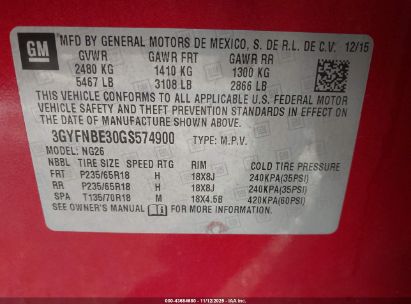 GM MFD BY GENERAL MOTORS DE MEXICO, S. DE R.L. DE C.V. 12/15
GVWR GAWR FRT GAWR RR
2480 KG 1410 KG 1300 KG
5467 LB 3108 LB 2866 LB
THIS VEHICLE CONFORMS TO ALL APPLICABLE U.S. FEDERAL MOTOR
VEHICLE SAFETY AND THEFT PREVENTION STANDARDS IN EFFECT ON
THE DATE OF MANUFACTURE SHOWN ABOVE.
3GYFNBE30GS574900 TYPE: M.P.V.
MODEL: NG26
NBBL TIRE SIZE SPEED RTG RIM COLD TIRE PRESSURE
FRT P235/65R18 H 18X8J 240KPA(35PSI)
RR P235/65R18 H 18X8J 240KPA(35PSI)
SPA T135/70R18 M 18X4.5B 420KPA(60PSI)
SEE OWNER'S MANUAL FOR MORE INFORMATION.